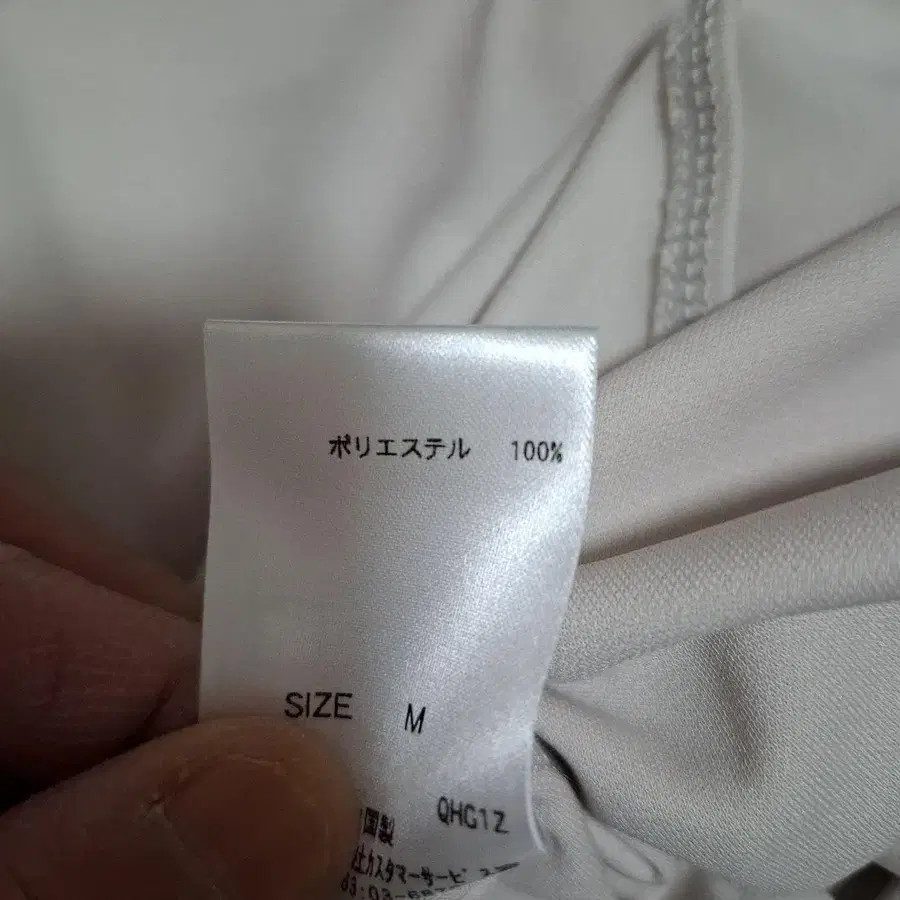 ポリエステル 100%
SIZE M
国製 QHG1Z
カスタマーサービス
03-